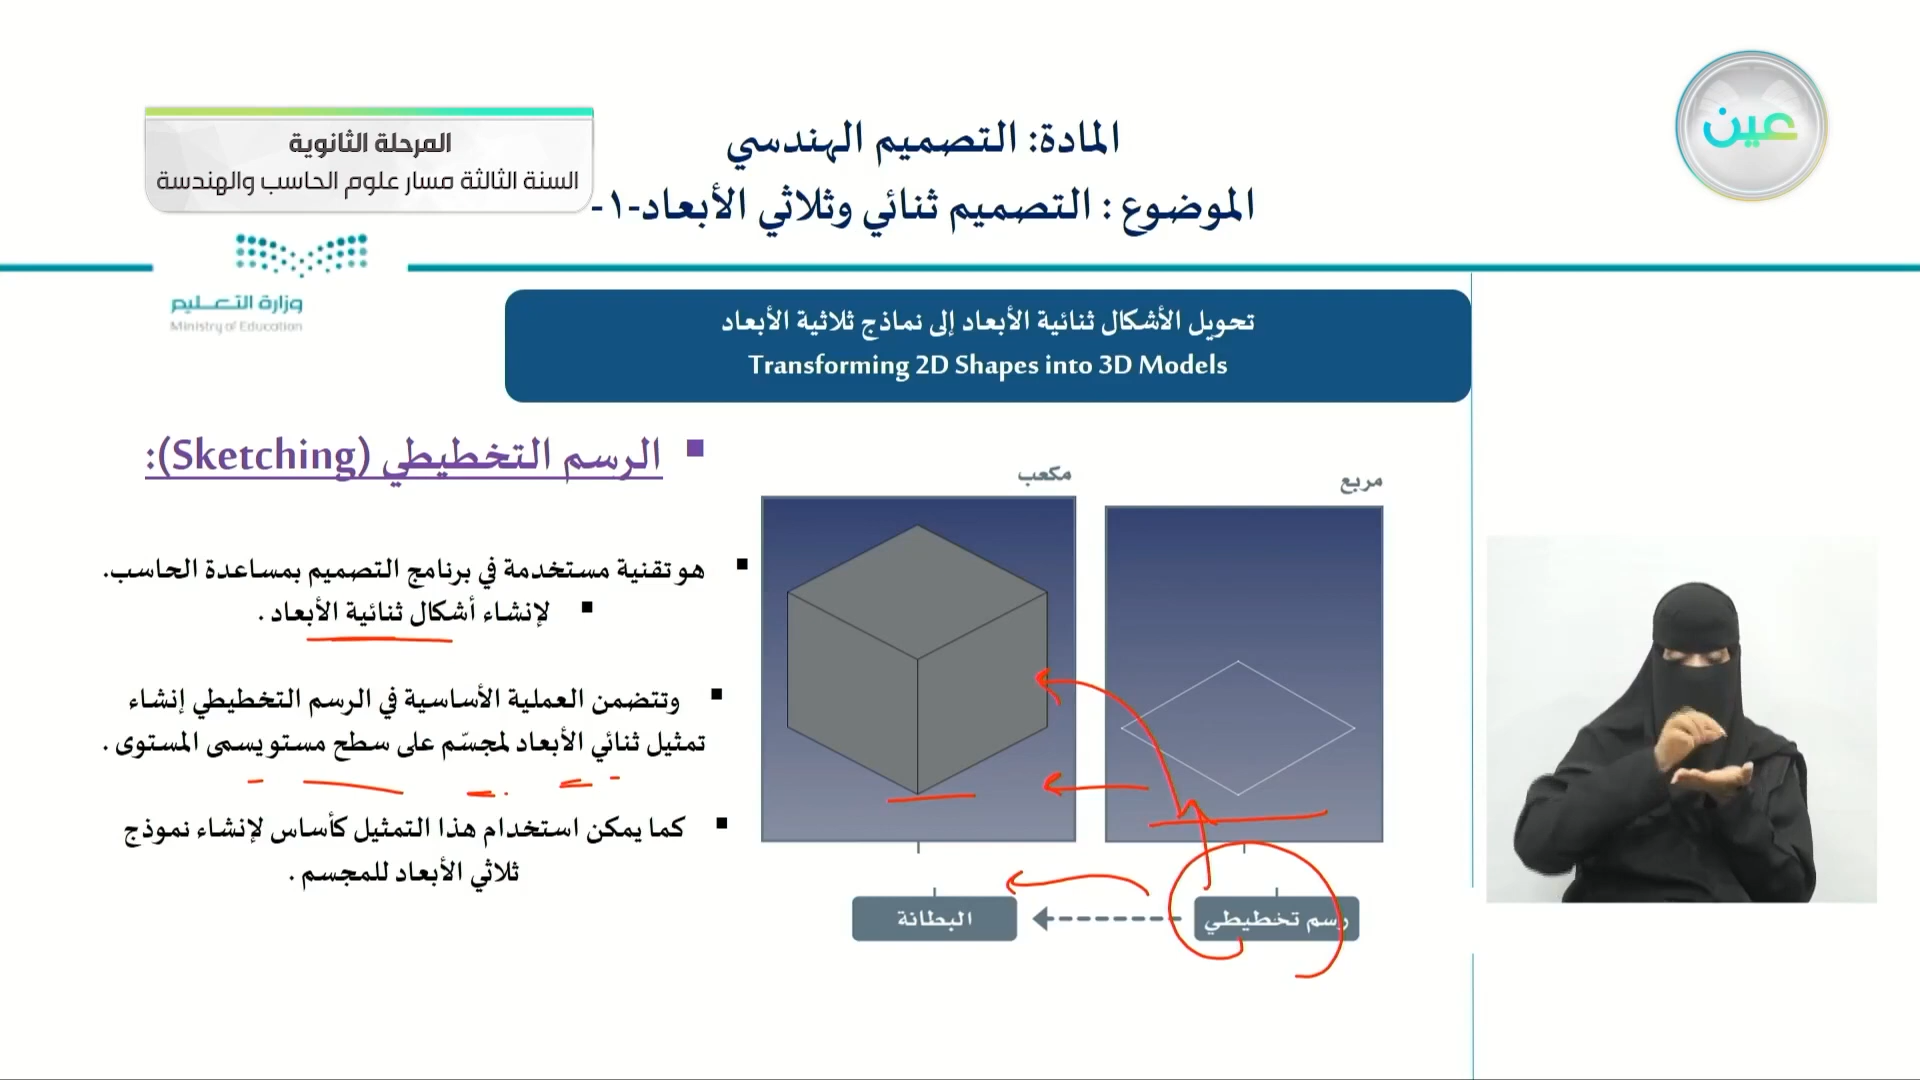 المرحلة الثانوية
السنة الثالثة مسار علوم الحاسب والهندسة
المادة: التصميم الهندسي
الموضوع : التصميم ثنائي وثلاثي الأبعاد-١-
عين
وزارة التعليم
Ministry of Education
تحويل الأشكال ثنائية الأبعاد إلى نماذج ثلاثية الأبعاد
Transforming 2D Shapes into 3D Models
▪ الرسم التخطيطي (Sketching):
مربع
مكعب
▪ هو تقنية مستخدمة في برنامج التصميم بمساعدة الحاسب.
▪ لإنشاء أشكال ثنائية الأبعاد .
▪ وتتضمن العملية الأساسية في الرسم التخطيطي إنشاء
تمثيل ثنائي الأبعاد لمجسّم على سطح مستو يسمى المستوى .
▪ كما يمكن استخدام هذا التمثيل كأساس لإنشاء نموذج
ثلاثي الأبعاد للمجسم .
رسم تخطيطي
البطانة